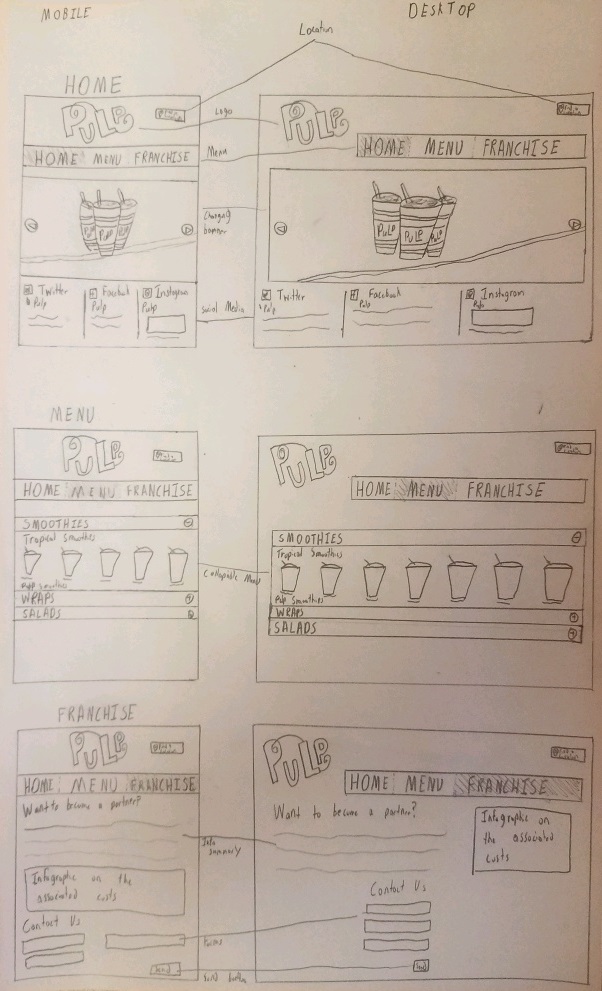 MOBILE
DESKTOP
Location
HOME
PULP
PULP
Logo
HOME MENU FRANCHISE
Menu
HOME MENU FRANCHISE
Changing banner
PULP PULP PULP
PULP PULP
Twitter
Pulp
Facebook
Pulp
Instagram
Pulp
Social Media
Twitter
Pulp
Facebook
Instagram
Pulp
MENU
PULP
PULP
HOME MENU FRANCHISE
HOME MENU FRANCHISE
SMOOTHIES
Tropical Smoothies
Pulp Smoothies
WRAPS
SALADS
Collapsable Menu
SMOOTHIES
Tropical Smoothies
Pulp Smoothies
WRAPS
SALADS
FRANCHISE
PULP
PULP
HOME MENU FRANCHISE
HOME MENU FRANCHISE
Want to become a partner?
Info summary
Infographic on the
associated costs
Contact Us
Send
Forms
Send button
Want to become a partner?
Infographic on
the associated
costs
Contact Us
Send